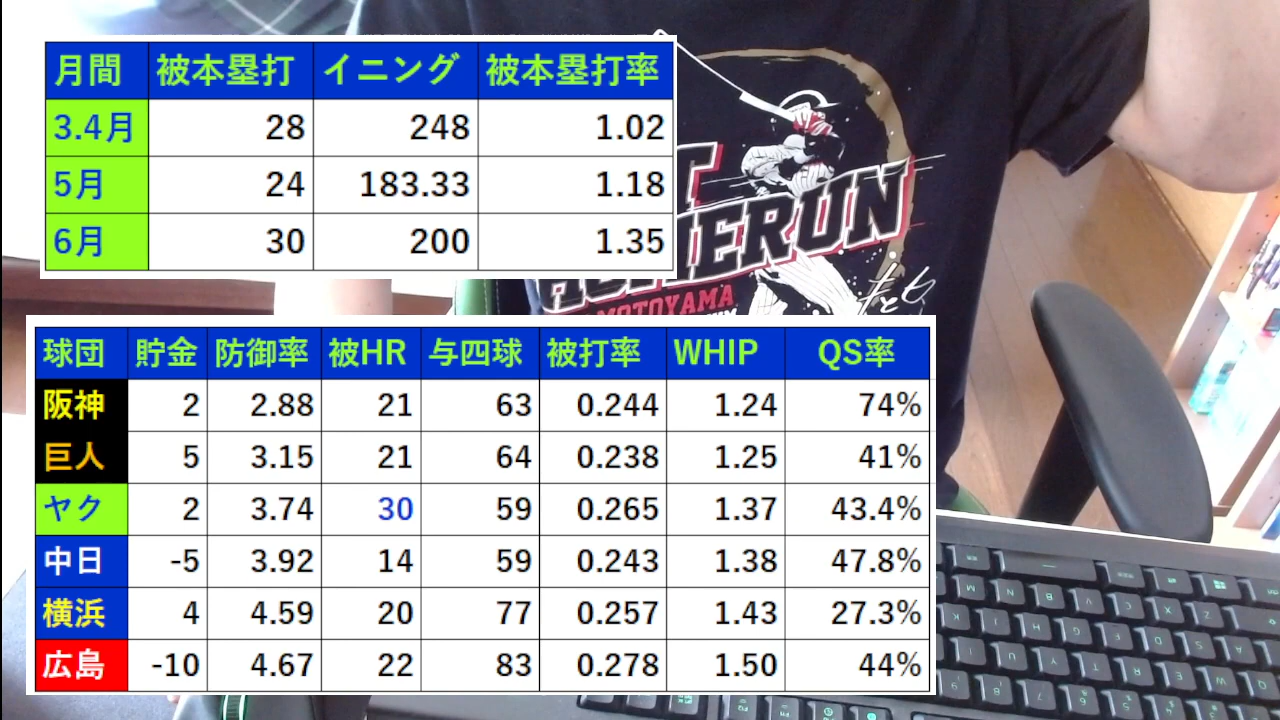 月間 被本塁打 イニング 被本塁打率
3.4月 28 248 1.02
5月 24 183.33 1.18
6月 30 200 1.35
MOTOYAMA
球団 貯金 防御率 被HR 与四球 被打率 WHIP QS率
阪神 2 2.88 21 63 0.244 1.24 74%
巨人 5 3.15 21 64 0.238 1.25 41%
ヤク 2 3.74 30 59 0.265 1.37 43.4%
中日 -5 3.92 14 59 0.243 1.38 47.8%
横浜 4 4.59 20 77 0.257 1.43 27.3%
広島 -10 4.67 22 83 0.278 1.50 44%